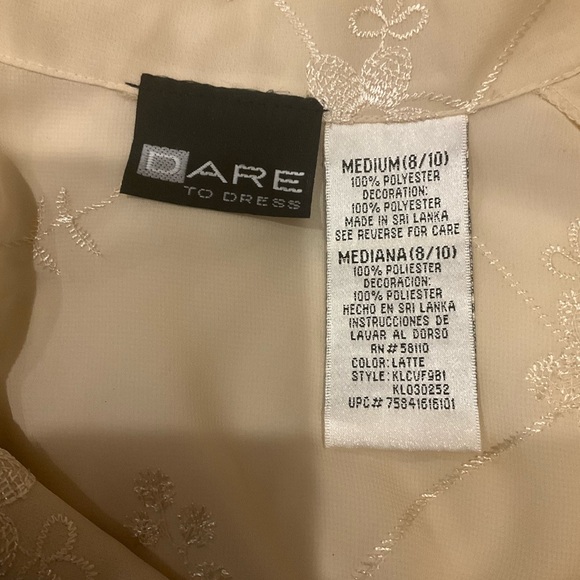 DARE
TO DRESS
MEDIUM(8/10)
100% POLYESTER
DECORATION:
100% POLYESTER
MADE IN SRI LANKA
SEE REVERSE FOR CARE
MEDIANA(8/10)
100% POLIESTER
DECORACION:
100% POLIESTER
HECHO EN SRI LANKA
INSTRUCCIONES DE
LAVAR AL DORSO
RN#58110
COLOR:LATTE
STYLE:KLCVF9B1
KL030252
UPC#75841616101